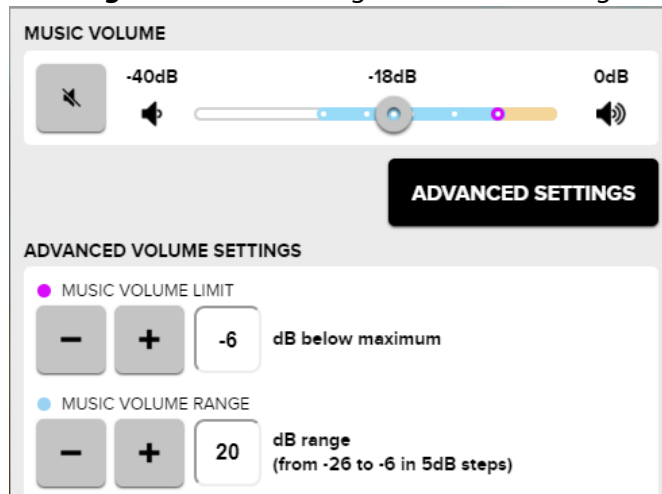 MUSIC VOLUME
-40dB -18dB 0dB
ADVANCED SETTINGS
ADVANCED VOLUME SETTINGS
MUSIC VOLUME LIMIT
-6 dB below maximum
MUSIC VOLUME RANGE
20 dB range
(from -26 to -6 in 5dB steps)